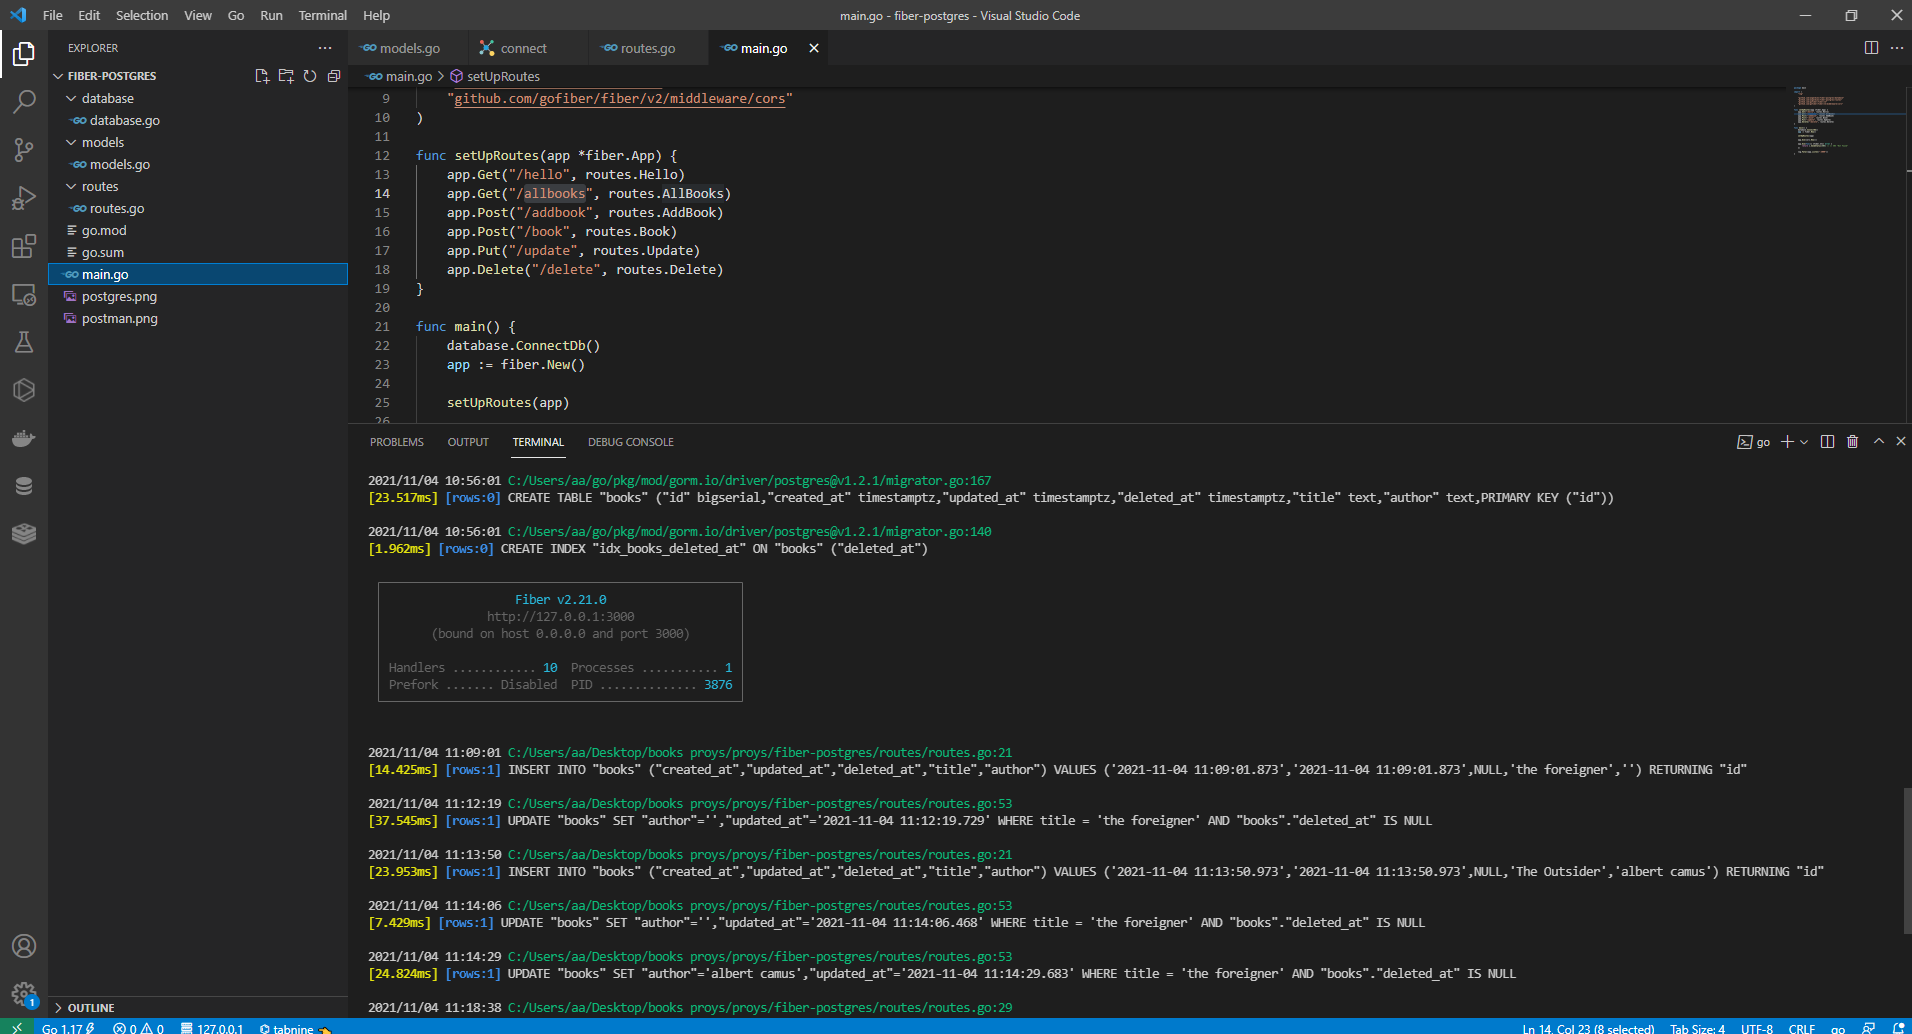 File Edit Selection View Go Run Terminal Help
main.go - fiber-postgres - Visual Studio Code
EXPLORER
FIBER-POSTGRES
database
database.go
models
models.go
routes
routes.go
go.mod
go.sum
main.go
postgres.png
postman.png
OUTLINE
models.go connect routes.go main.go
main.go > setUpRoutes
9 "github.com/gofiber/fiber/v2/middleware/cors"
10 )
11
12 func setUpRoutes(app *fiber.App) {
13 app.Get("/hello", routes.Hello)
14 app.Get("/allbooks", routes.AllBooks)
15 app.Post("/addbook", routes.AddBook)
16 app.Post("/book", routes.Book)
17 app.Put("/update", routes.Update)
18 app.Delete("/delete", routes.Delete)
19 }
20
21 func main() {
22 database.ConnectDb()
23 app := fiber.New()
24
25 setUpRoutes(app)
26
PROBLEMS OUTPUT TERMINAL DEBUG CONSOLE
go
2021/11/04 10:56:01 C:/Users/aa/go/pkg/mod/gorm.io/driver/postgres@v1.2.1/migrator.go:167
[23.517ms] [rows:0] CREATE TABLE "books" ("id" bigserial,"created_at" timestamptz,"updated_at" timestamptz,"deleted_at" timestamptz,"title" text,"author" text,PRIMARY KEY ("id"))
2021/11/04 10:56:01 C:/Users/aa/go/pkg/mod/gorm.io/driver/postgres@v1.2.1/migrator.go:140
[1.962ms] [rows:0] CREATE INDEX "idx_books_deleted_at" ON "books" ("deleted_at")
Fiber v2.21.0
http://127.0.0.1:3000
(bound on host 0.0.0.0 and port 3000)
Handlers ............ 10 Processes ........... 1
Prefork ....... Disabled PID .............. 3876
2021/11/04 11:09:01 C:/Users/aa/Desktop/books proys/proys/fiber-postgres/routes/routes.go:21
[14.425ms] [rows:1] INSERT INTO "books" ("created_at","updated_at","deleted_at","title","author") VALUES ('2021-11-04 11:09:01.873','2021-11-04 11:09:01.873',NULL,'the foreigner','') RETURNING "id"
2021/11/04 11:12:19 C:/Users/aa/Desktop/books proys/proys/fiber-postgres/routes/routes.go:53
[37.545ms] [rows:1] UPDATE "books" SET "author"='',"updated_at"='2021-11-04 11:12:19.729' WHERE title = 'the foreigner' AND "books"."deleted_at" IS NULL
2021/11/04 11:13:50 C:/Users/aa/Desktop/books proys/proys/fiber-postgres/routes/routes.go:21
[23.953ms] [rows:1] INSERT INTO "books" ("created_at","updated_at","deleted_at","title","author") VALUES ('2021-11-04 11:13:50.973','2021-11-04 11:13:50.973',NULL,'The Outsider','albert camus') RETURNING "id"
2021/11/04 11:14:06 C:/Users/aa/Desktop/books proys/proys/fiber-postgres/routes/routes.go:53
[7.429ms] [rows:1] UPDATE "books" SET "author"='',"updated_at"='2021-11-04 11:14:06.468' WHERE title = 'the foreigner' AND "books"."deleted_at" IS NULL
2021/11/04 11:14:29 C:/Users/aa/Desktop/books proys/proys/fiber-postgres/routes/routes.go:53
[24.824ms] [rows:1] UPDATE "books" SET "author"='albert camus',"updated_at"='2021-11-04 11:14:29.683' WHERE title = 'the foreigner' AND "books"."deleted_at" IS NULL
2021/11/04 11:18:38 C:/Users/aa/Desktop/books proys/proys/fiber-postgres/routes/routes.go:29
1
Go 1.17 0 0 127.0.0.1 tabnine
Ln 14, Col 23 (8 selected) Tab Size: 4 UTF-8 CRLF go